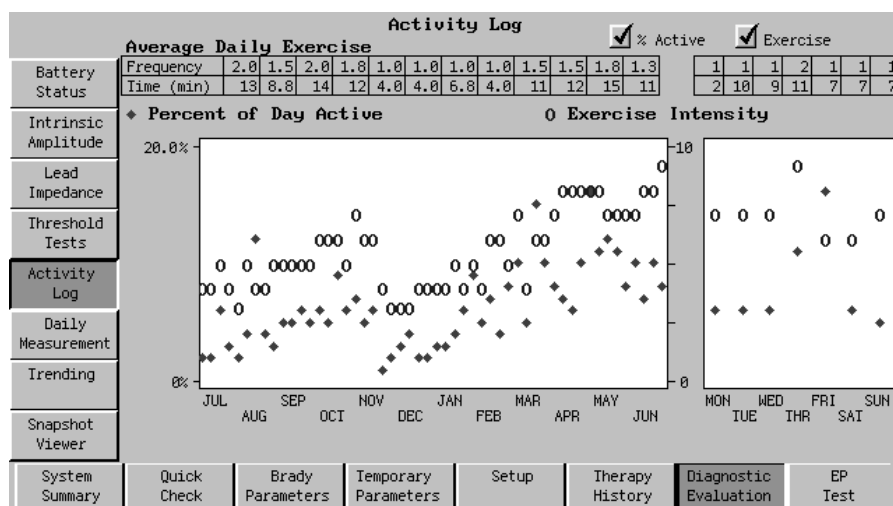 Activity Log
Average Daily Exercise
% Active
Exercise
Frequency 2.0 1.5 2.0 1.8 1.0 1.0 1.0 1.0 1.5 1.5 1.8 1.3 1 1 1 2 1 1 1
Time (min) 13 8.8 14 12 4.0 4.0 6.8 4.0 11 12 15 11 2 10 9 11 7 7 7
Percent of Day Active
O Exercise Intensity
20.0%
10
0%
0
JUL AUG SEP OCT NOV DEC JAN FEB MAR APR MAY JUN
MON TUE WED THR FRI SAT SUN
Battery
Status
Intrinsic
Amplitude
Lead
Impedance
Threshold
Tests
Activity
Log
Daily
Measurement
Trending
Snapshot
Viewer
System
Summary
Quick
Check
Brady
Parameters
Temporary
Parameters
Setup
Therapy
History
Diagnostic
Evaluation
EP
Test